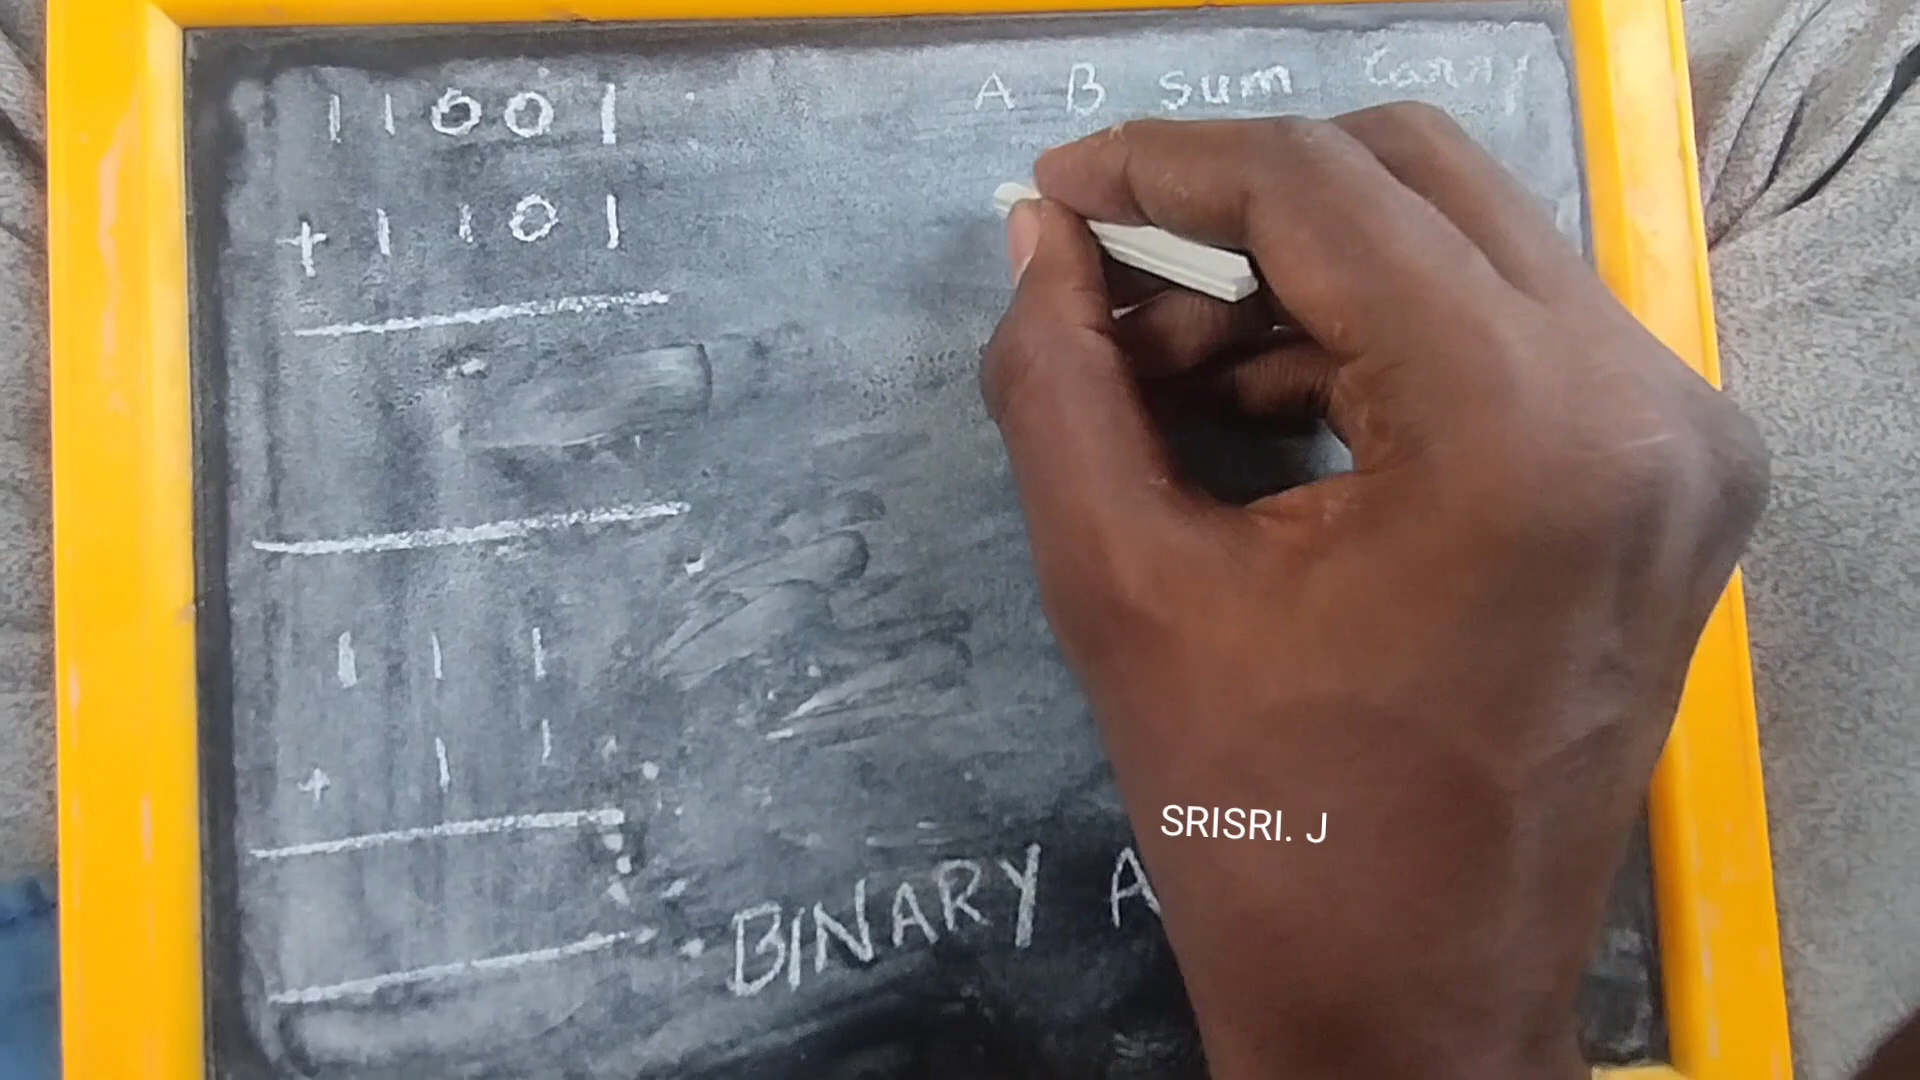 11001
+1101
A B Sum Carry
111
+ 11
BINARY A
SRISRI. J